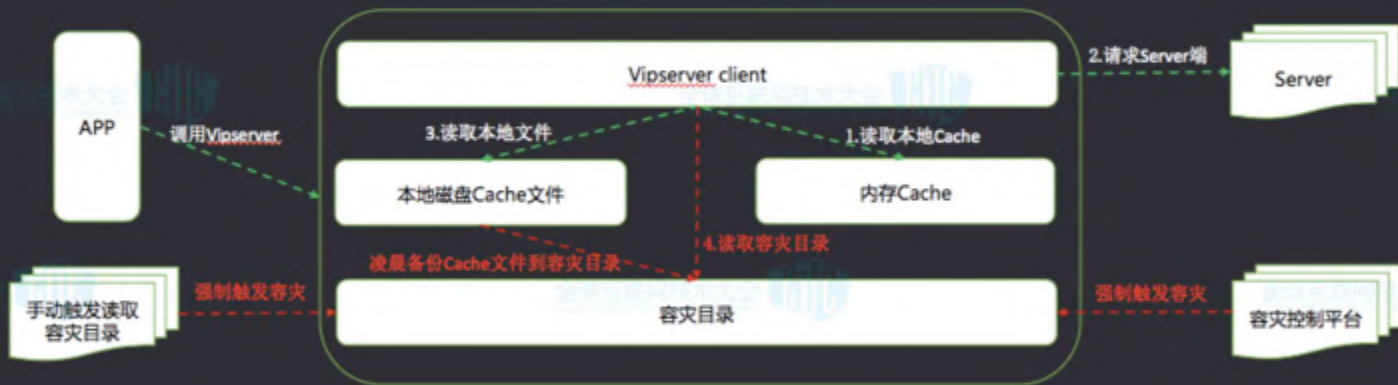 Vipserver client
2.请求Server端
Server
APP
调用Vipserver
3.读取本地文件
1.读取本地Cache
本地磁盘Cache文件
内存Cache
4.读取容灾目录
凌晨备份Cache文件到容灾目录
手动触发读取
容灾目录
强制触发容灾
容灾目录
强制触发容灾
容灾控制平台